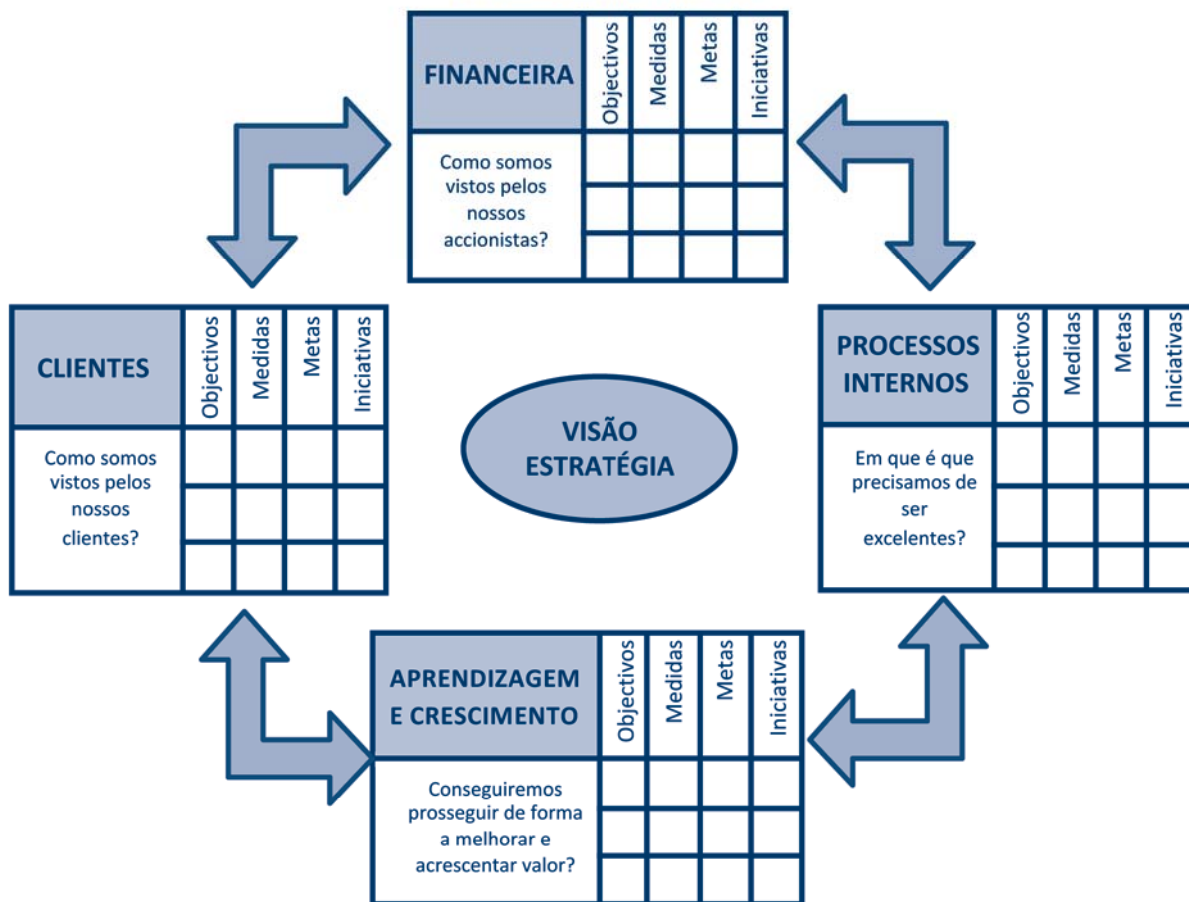 FINANCEIRA
Objectivos
Medidas
Metas
Iniciativas
Como somos
vistos pelos
nossos
accionistas?
CLIENTES
Objectivos
Medidas
Metas
Iniciativas
Como somos
vistos pelos
nossos
clientes?
VISÃO
ESTRATÉGIA
PROCESSOS
INTERNOS
Objectivos
Medidas
Metas
Iniciativas
Em que é que
precisamos de
ser
excelentes?
APRENDIZAGEM
E CRESCIMENTO
Objectivos
Medidas
Metas
Iniciativas
Conseguiremos
prosseguir de forma
a melhorar e
acrescentar valor?